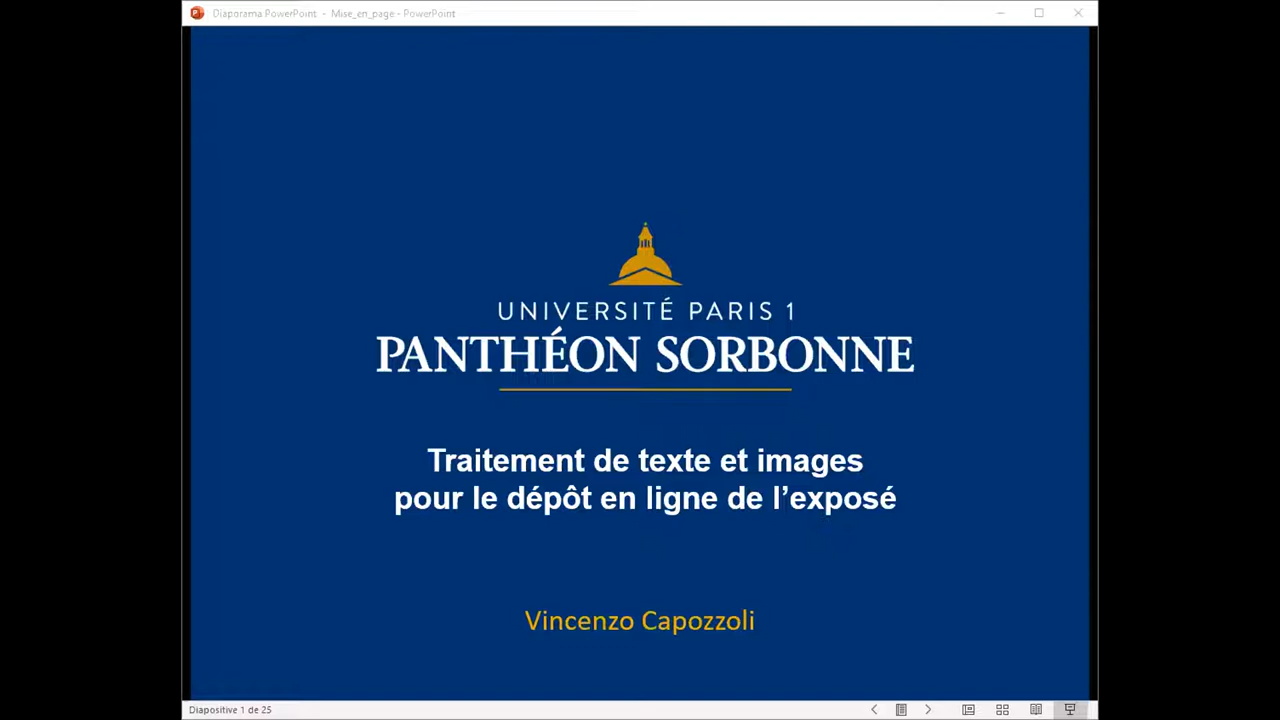 Diaporama PowerPoint - Mise_en_page - PowerPoint
UNIVERSITÉ PARIS 1
PANTHÉON SORBONNE
Traitement de texte et images
pour le dépôt en ligne de l’exposé
Vincenzo Capozzoli
Diapositive 1 de 25